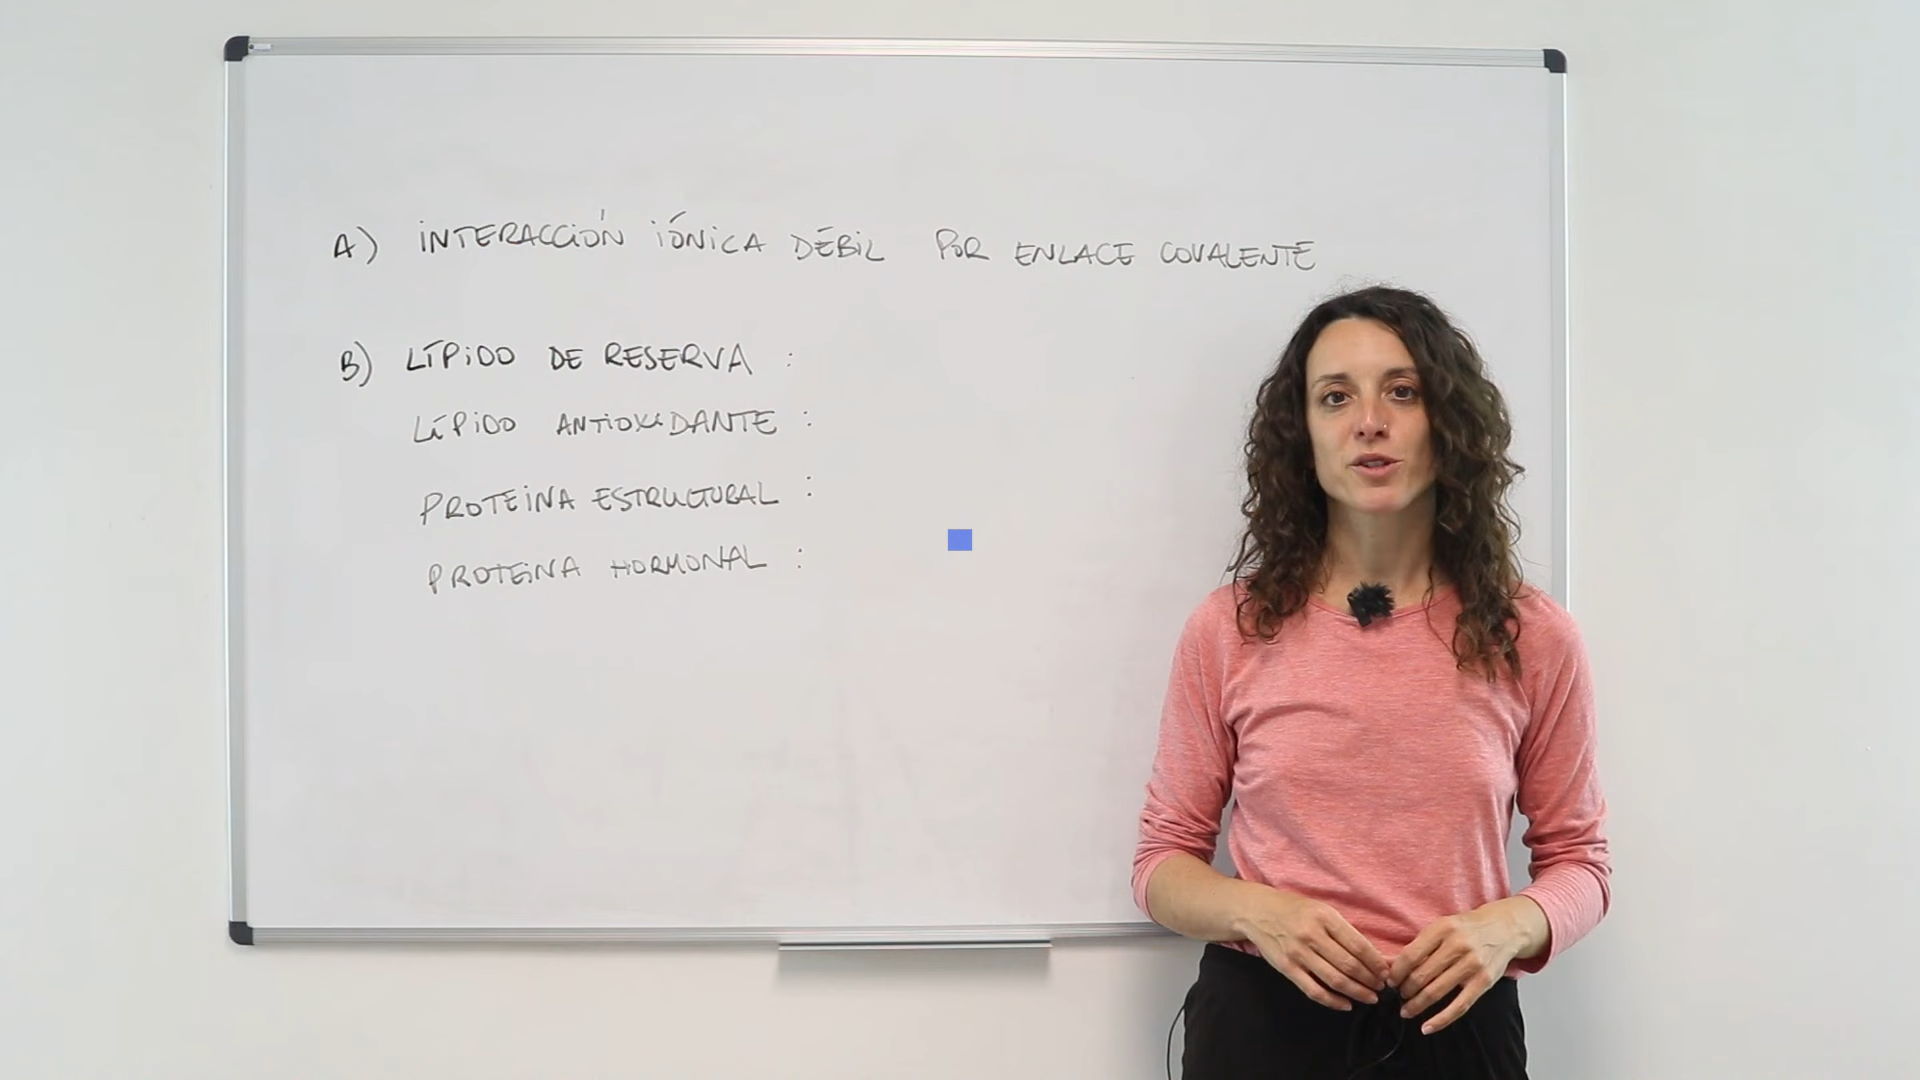 A) INTERACCIÓN IÓNICA DÉBIL POR ENLACE COVALENTE
B) LÍPIDO DE RESERVA :
LÍPIDO ANTIOXIDANTE :
PROTEINA ESTRUCTURAL :
PROTEINA HORMONAL :